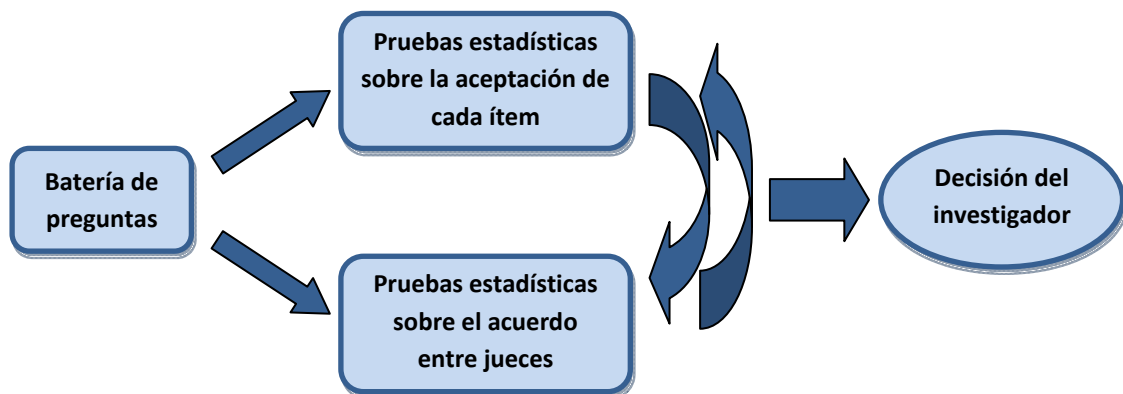 Batería de
preguntas
Pruebas estadísticas
sobre la aceptación de
cada ítem
Pruebas estadísticas
sobre el acuerdo
entre jueces
Decisión del
investigador